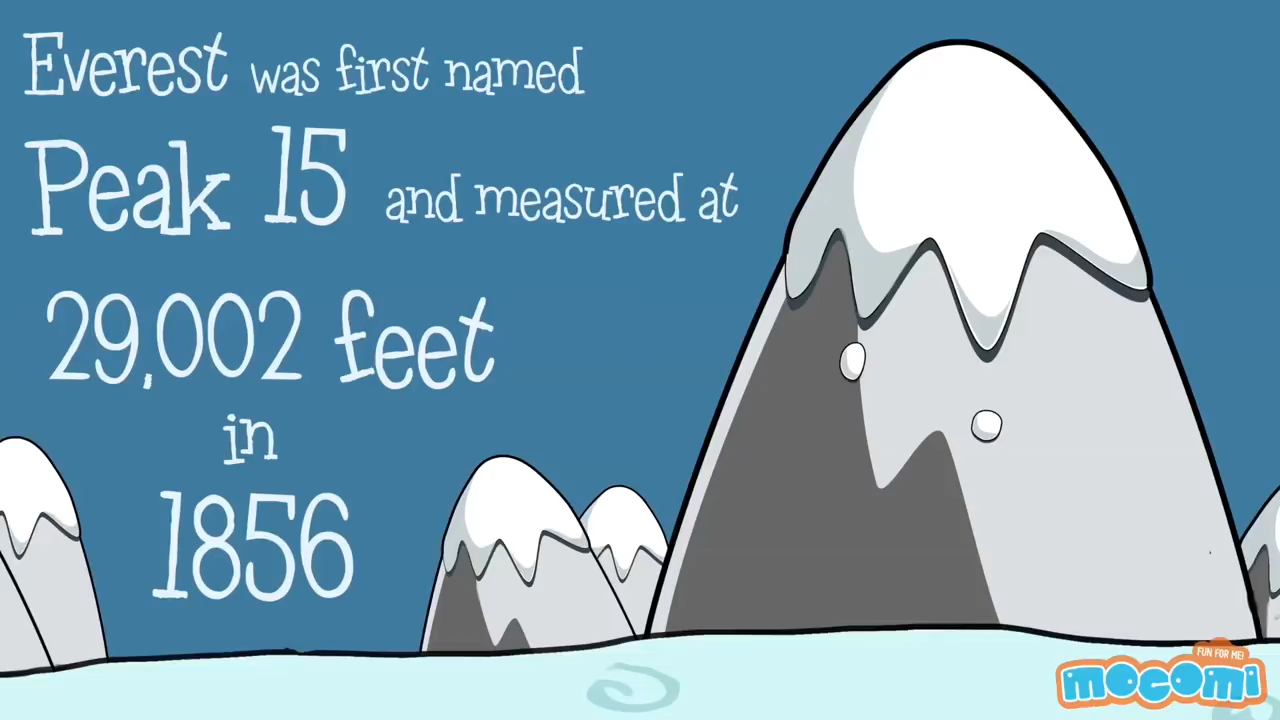 Everest was first named
Peak 15 and measured at
29,002 feet
in
1856
FUN FOR ME!
mocomi